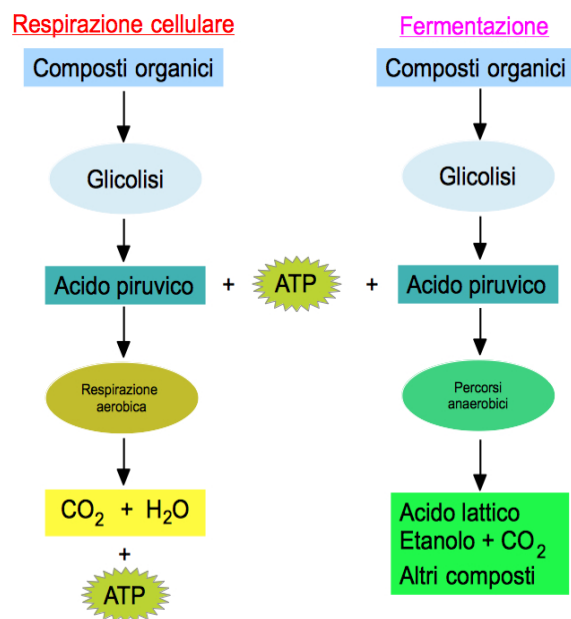 Respirazione cellulare
Composti organici
Glicolisi
Acido piruvico
+ ATP +
Respirazione
aerobica
CO₂ + H₂O
+
ATP
Fermentazione
Composti organici
Glicolisi
Acido piruvico
Percorsi
anaerobici
Acido lattico
Etanolo + CO₂
Altri composti